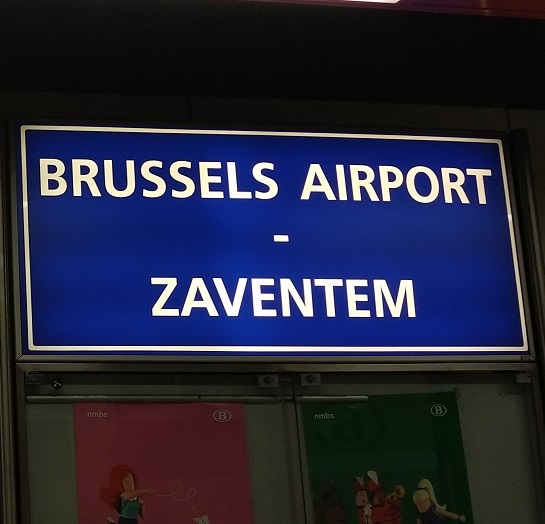 BRUSSELS AIRPORT
-
ZAVENTEM
nmbs B nmbs B